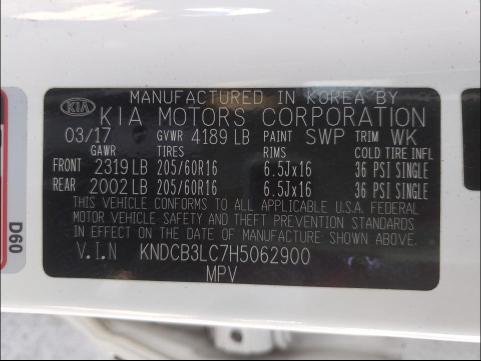 MANUFACTURED IN KOREA BY
KIA KIA MOTORS CORPORATION
03/17 GVWR 4189 LB PAINT SWP TRIM WK
GAWR TIRES RIMS COLD TIRE INFL
FRONT 2319 LB 205/60R16 6.5Jx16 36 PSI SINGLE
REAR 2002 LB 205/60R16 6.5Jx16 36 PSI SINGLE
THIS VEHICLE CONFORMS TO ALL APPLICABLE U.S.A. FEDERAL
MOTOR VEHICLE SAFETY AND THEFT PREVENTION STANDARDS
IN EFFECT ON THE DATE OF MANUFACTURE SHOWN ABOVE.
V.I.N KNDCB3LC7H5062900
MPV
D60